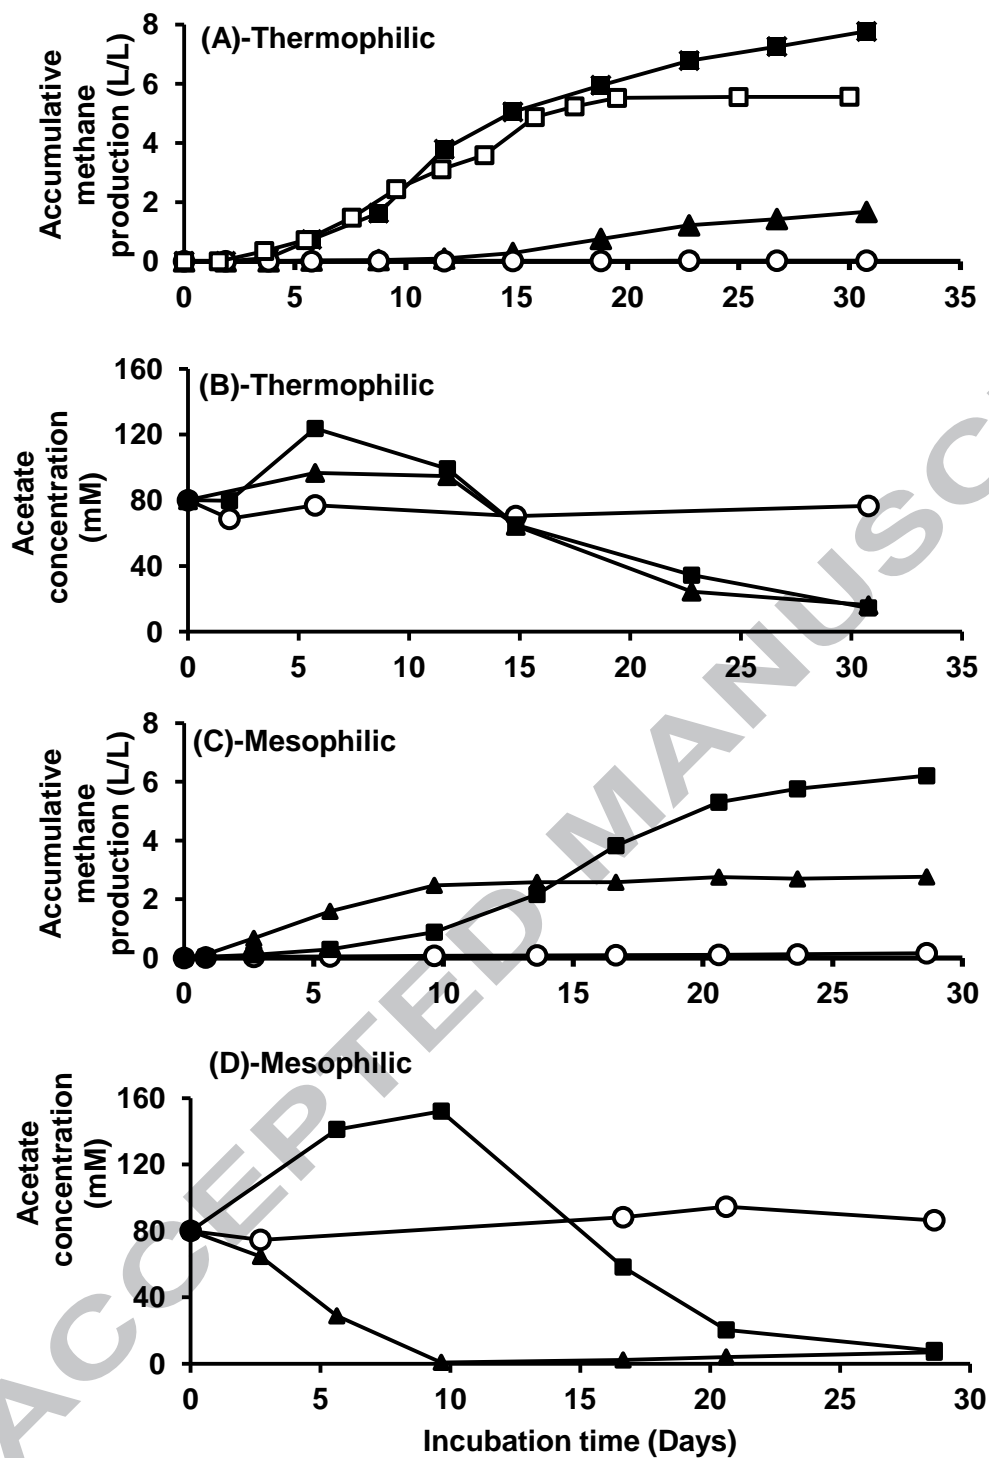 (A)-Thermophilic
Accumulative
methane
production (L/L)
8
6
4
2
0
0 5 10 15 20 25 30 35
(B)-Thermophilic
Acetate
concentration
(mM)
160
120
80
40
0
0 5 10 15 20 25 30 35
(C)-Mesophilic
Accumulative
methane
production (L/L)
8
6
4
2
0
0 5 10 15 20 25 30
(D)-Mesophilic
Acetate
concentration
(mM)
160
120
80
40
0
0 5 10 15 20 25 30
Incubation time (Days)
ACCEPTED MANUSC